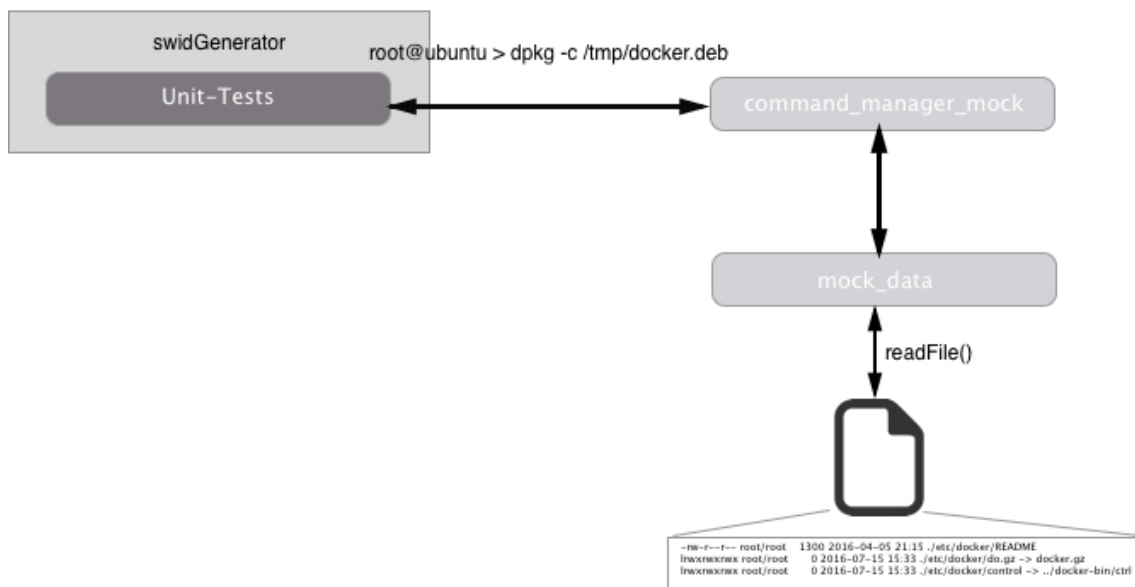 swidGenerator
root@ubuntu > dpkg -c /tmp/docker.deb
Unit-Tests
command_manager_mock
mock_data
readFile()
-rw-r--r-- root/root 1300 2016-04-05 21:15 ./etc/docker/README
lrwxrwxrwx root/root 0 2016-07-15 15:33 ./etc/docker/do.gz -> docker.gz
lrwxrwxrwx root/root 0 2016-07-15 15:33 ./etc/docker/control -> ../docker-bin/ctrl